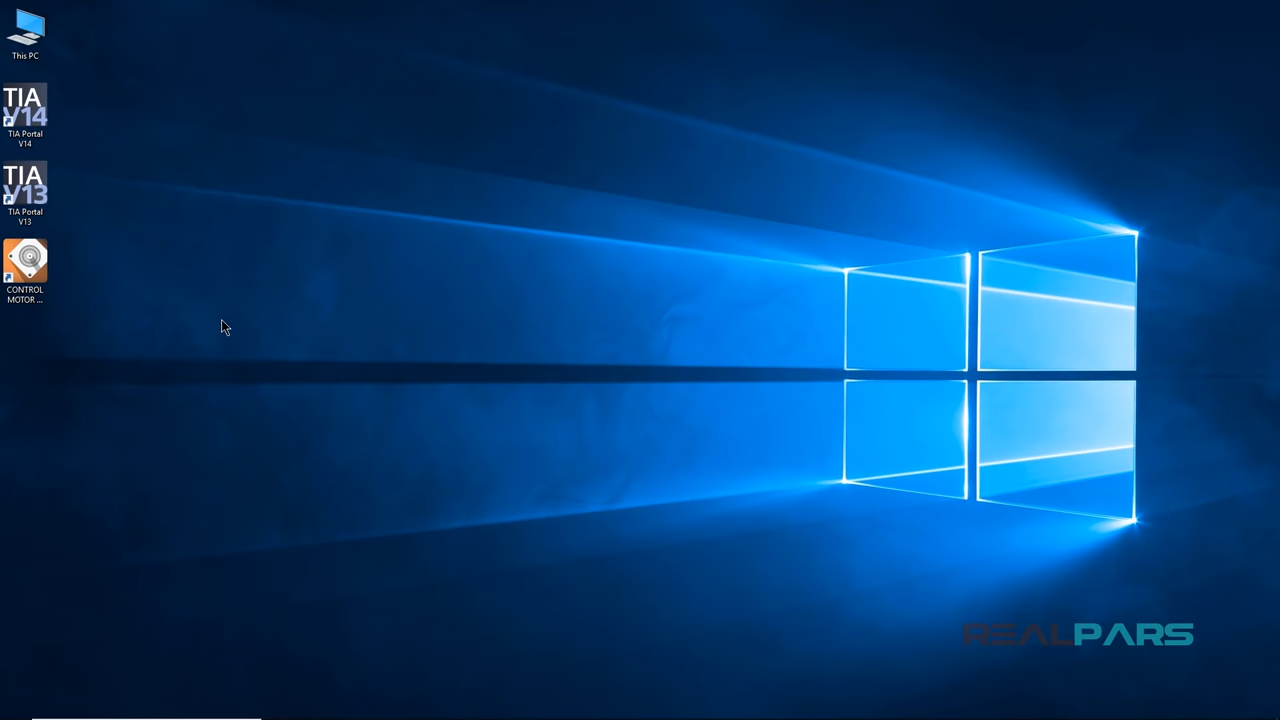 This PC
TIA
V14
TIA Portal
V14
TIA
V13
TIA Portal
V13
CONTROL
MOTOR ...
REALPARS